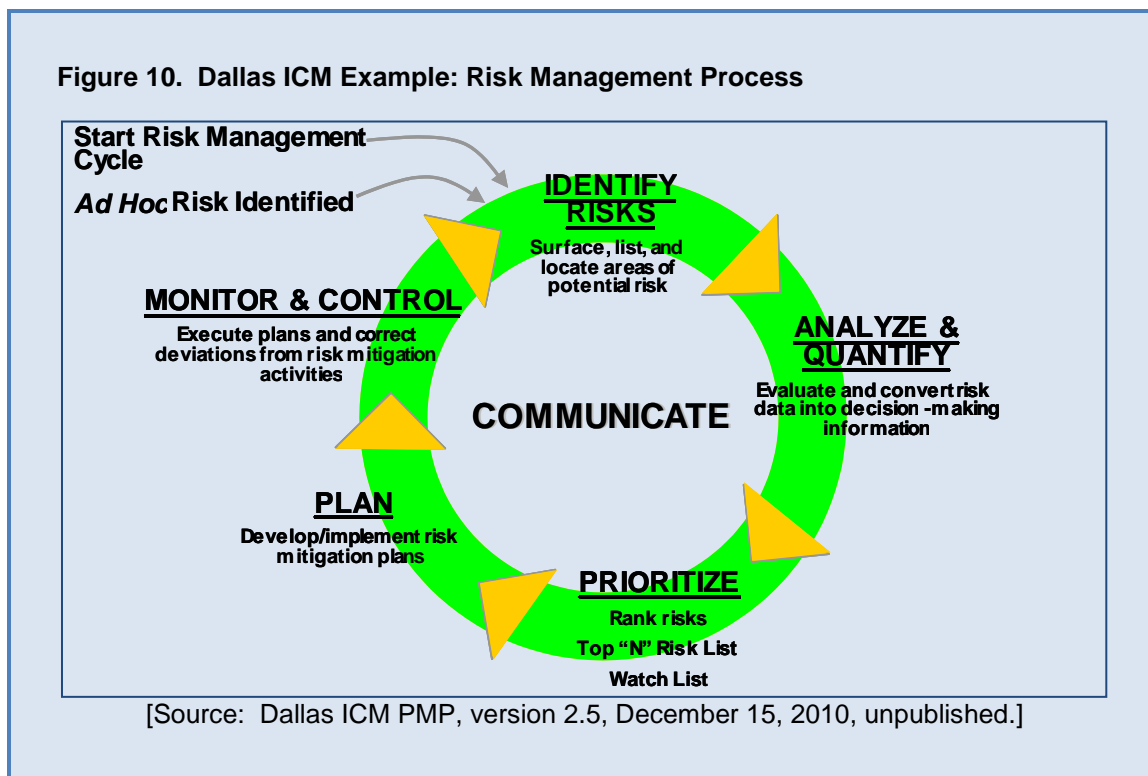 Figure 10. Dallas ICM Example: Risk Management Process
Start Risk Management
Cycle
Ad Hoc Risk Identified
IDENTIFY
RISKS
Surface, list, and
locate areas of
potential risk
ANALYZE &
QUANTIFY
Evaluate and convert risk
data into decision -making
information
PRIORITIZE
Rank risks
Top “N” Risk List
Watch List
PLAN
Develop/implement risk
mitigation plans
MONITOR & CONTROL
Execute plans and correct
deviations from risk mitigation
activities
COMMUNICATE
[Source: Dallas ICM PMP, version 2.5, December 15, 2010, unpublished.]